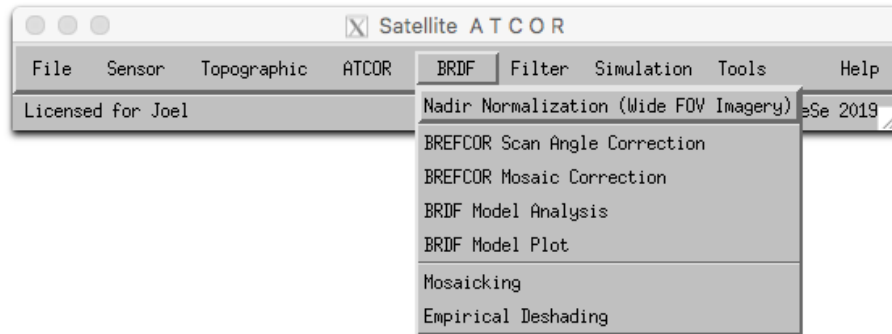 Satellite A T C O R
File Sensor Topographic ATCOR BRDF Filter Simulation Tools Help
Licensed for Joel eSe 2019
Nadir Normalization (Wide FOV Imagery)
BREFCOR Scan Angle Correction
BREFCOR Mosaic Correction
BRDF Model Analysis
BRDF Model Plot
Mosaicking
Empirical Deshading